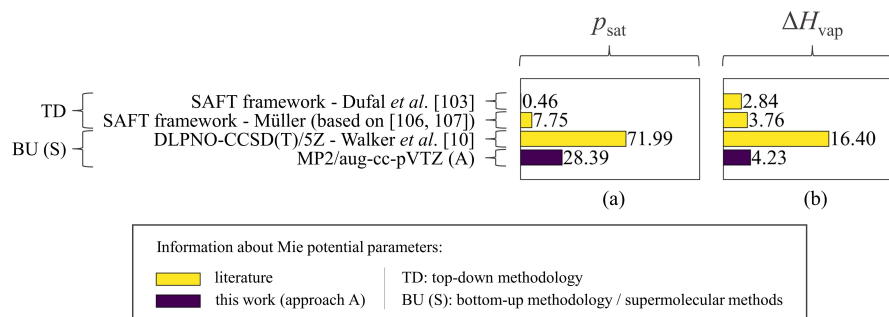 p_sat ΔH_vap
TD
SAFT framework - Dufal et al. [103] 0.46 2.84
SAFT framework - Müller (based on [106, 107]) 7.75 3.76
BU (S)
DLPNO-CCSD(T)/5Z - Walker et al. [10] 71.99 16.40
MP2/aug-cc-pVTZ (A) 28.39 4.23
(a) (b)
Information about Mie potential parameters:
literature TD: top-down methodology
this work (approach A) BU (S): bottom-up methodology / supermolecular methods